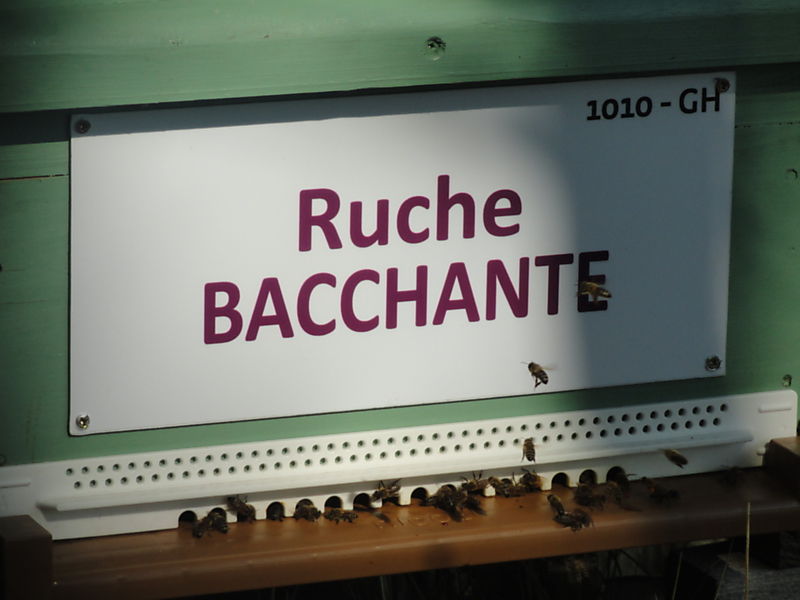 1010 - GH
Ruche
BACCHANTE